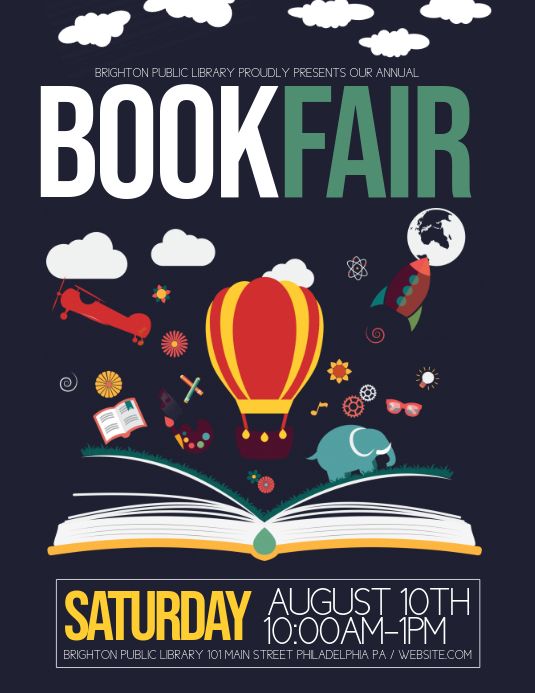 BRIGHTON PUBLIC LIBRARY PROUDLY PRESENTS OUR ANNUAL
BOOKFAIR
SATURDAY
AUGUST 10TH
10:00AM-1PM
BRIGHTON PUBLIC LIBRARY 101 MAIN STREET PHILADELPHIA PA / WEBSITE.COM